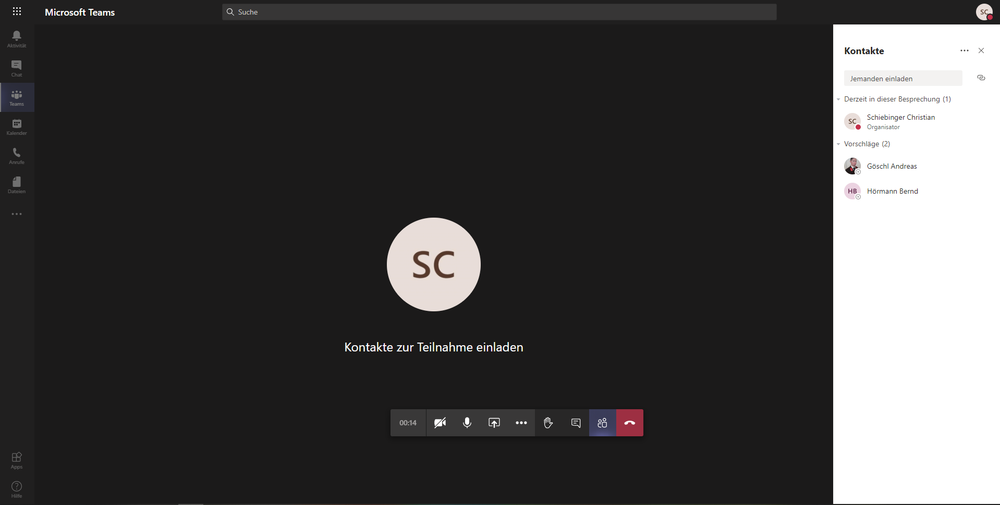 Microsoft Teams
Suche
SC
Aktivität
Chat
Teams
Kalender
Anrufe
Dateien
Apps
Hilfe
SC
Kontakte zur Teilnahme einladen
00:14
Kontakte
Jemanden einladen
Derzeit in dieser Besprechung (1)
SC
Schiebinger Christian
Organisator
Vorschläge (2)
Göschl Andreas
HB
Hörmann Bernd